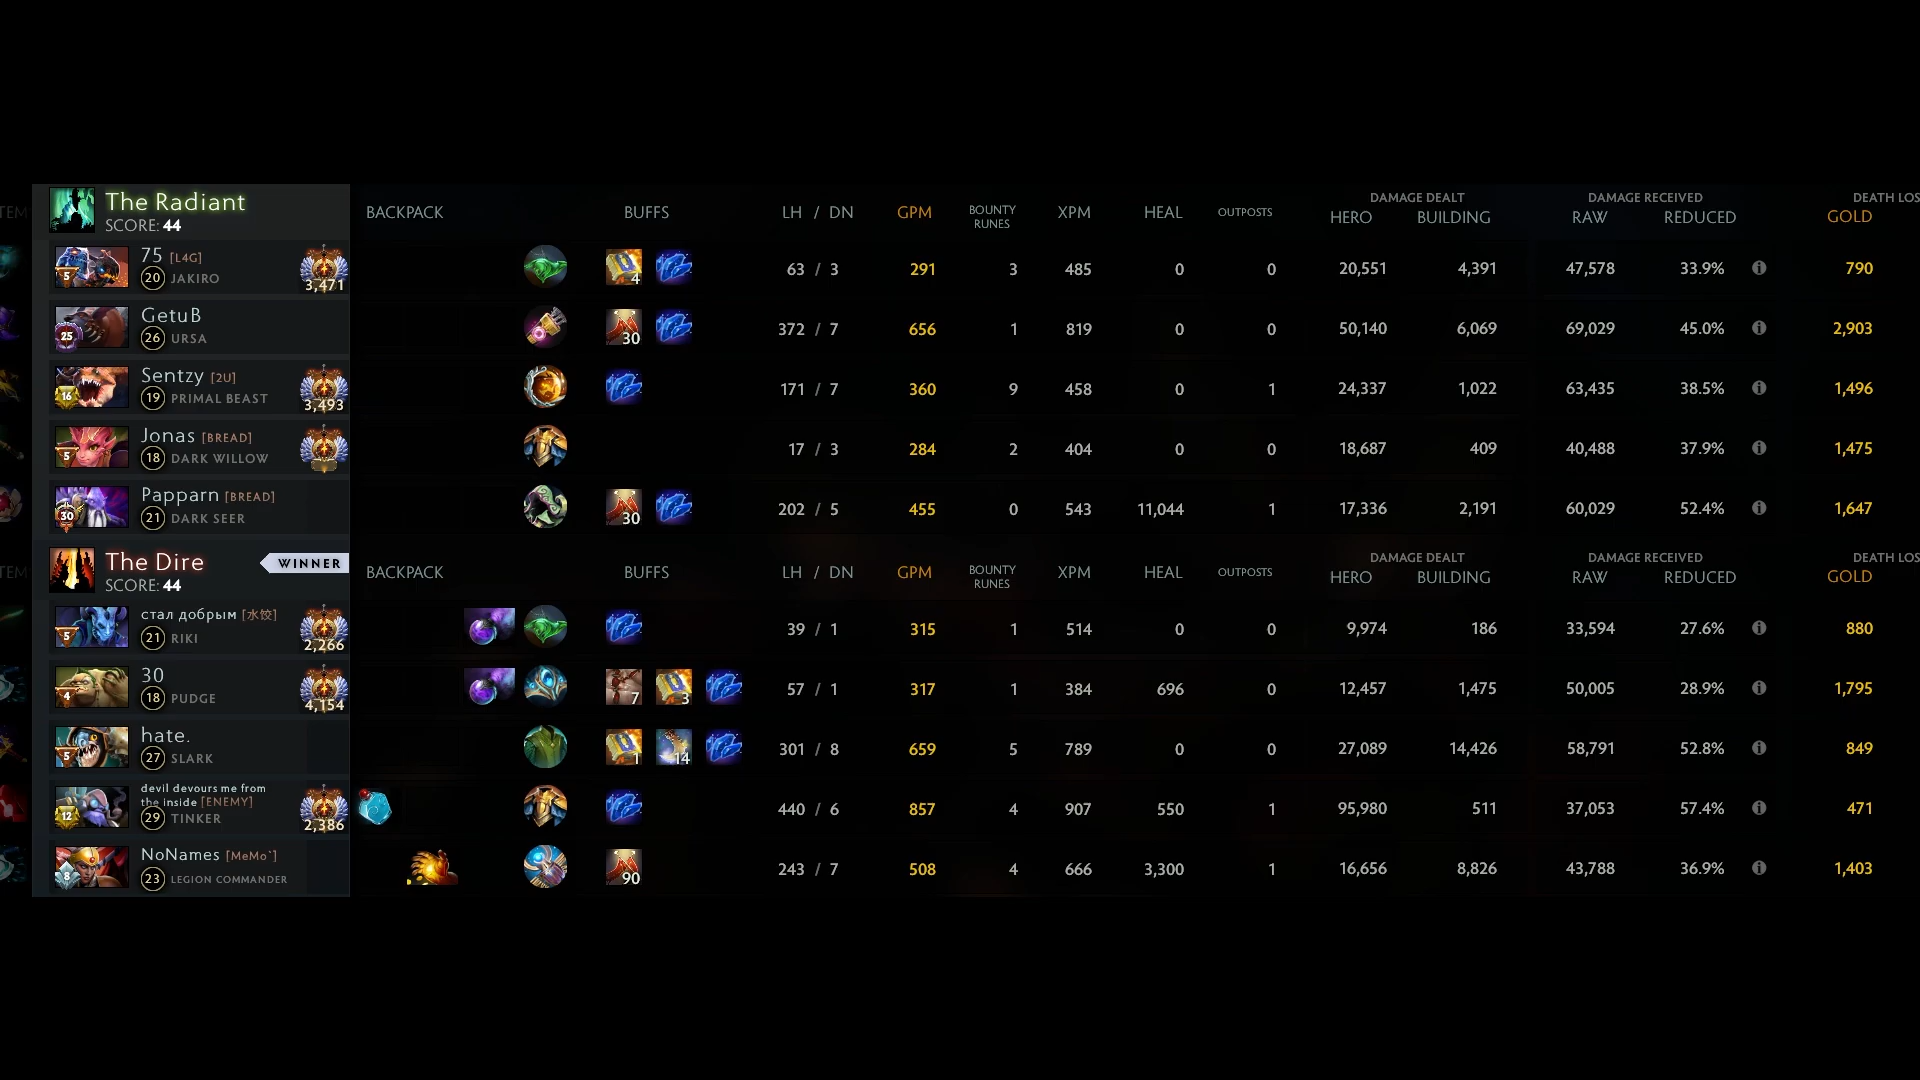 The Radiant
SCORE: 44
BACKPACK BUFFS LH / DN GPM BOUNTY RUNES XPM HEAL OUTPOSTS DAMAGE DEALT HERO BUILDING DAMAGE RECEIVED RAW REDUCED DEATH LOS GOLD
TEM
5 75 [L4G] 20 JAKIRO 3,471 4 63 / 3 291 3 485 0 0 20,551 4,391 47,578 33.9% 790
25 GetuB 26 URSA 30 372 / 7 656 1 819 0 0 50,140 6,069 69,029 45.0% 2,903
16 Sentzy [2U] 19 PRIMAL BEAST 3,493 171 / 7 360 9 458 0 1 24,337 1,022 63,435 38.5% 1,496
5 Jonas [BREAD] 18 DARK WILLOW 17 / 3 284 2 404 0 0 18,687 409 40,488 37.9% 1,475
30 Papparn [BREAD] 21 DARK SEER 30 202 / 5 455 0 543 11,044 1 17,336 2,191 60,029 52.4% 1,647
The Dire
SCORE: 44
WINNER
BACKPACK BUFFS LH / DN GPM BOUNTY RUNES XPM HEAL OUTPOSTS DAMAGE DEALT HERO BUILDING DAMAGE RECEIVED RAW REDUCED DEATH LOS GOLD
TEM
5 стал добрым [水饺] 21 RIKI 2,266 39 / 1 315 1 514 0 0 9,974 186 33,594 27.6% 880
4 30 18 PUDGE 4,154 7 3 57 / 1 317 1 384 696 0 12,457 1,475 50,005 28.9% 1,795
5 hate. 27 SLARK 1 14 301 / 8 659 5 789 0 0 27,089 14,426 58,791 52.8% 849
12 devil devours me from the inside [ENEMY] 29 TINKER 2,386 440 / 6 857 4 907 550 1 95,980 511 37,053 57.4% 471
8 NoNames [MeMo`] 23 LEGION COMMANDER 90 243 / 7 508 4 666 3,300 1 16,656 8,826 43,788 36.9% 1,403